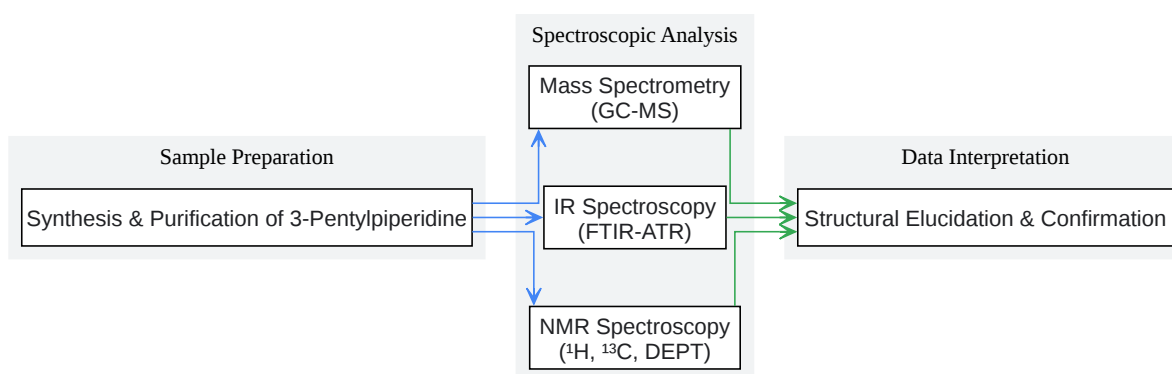 Sample Preparation
Synthesis & Purification of 3-Pentylpiperidine
Spectroscopic Analysis
Mass Spectrometry
(GC-MS)
IR Spectroscopy
(FTIR-ATR)
NMR Spectroscopy
(¹H, ¹³C, DEPT)
Data Interpretation
Structural Elucidation & Confirmation